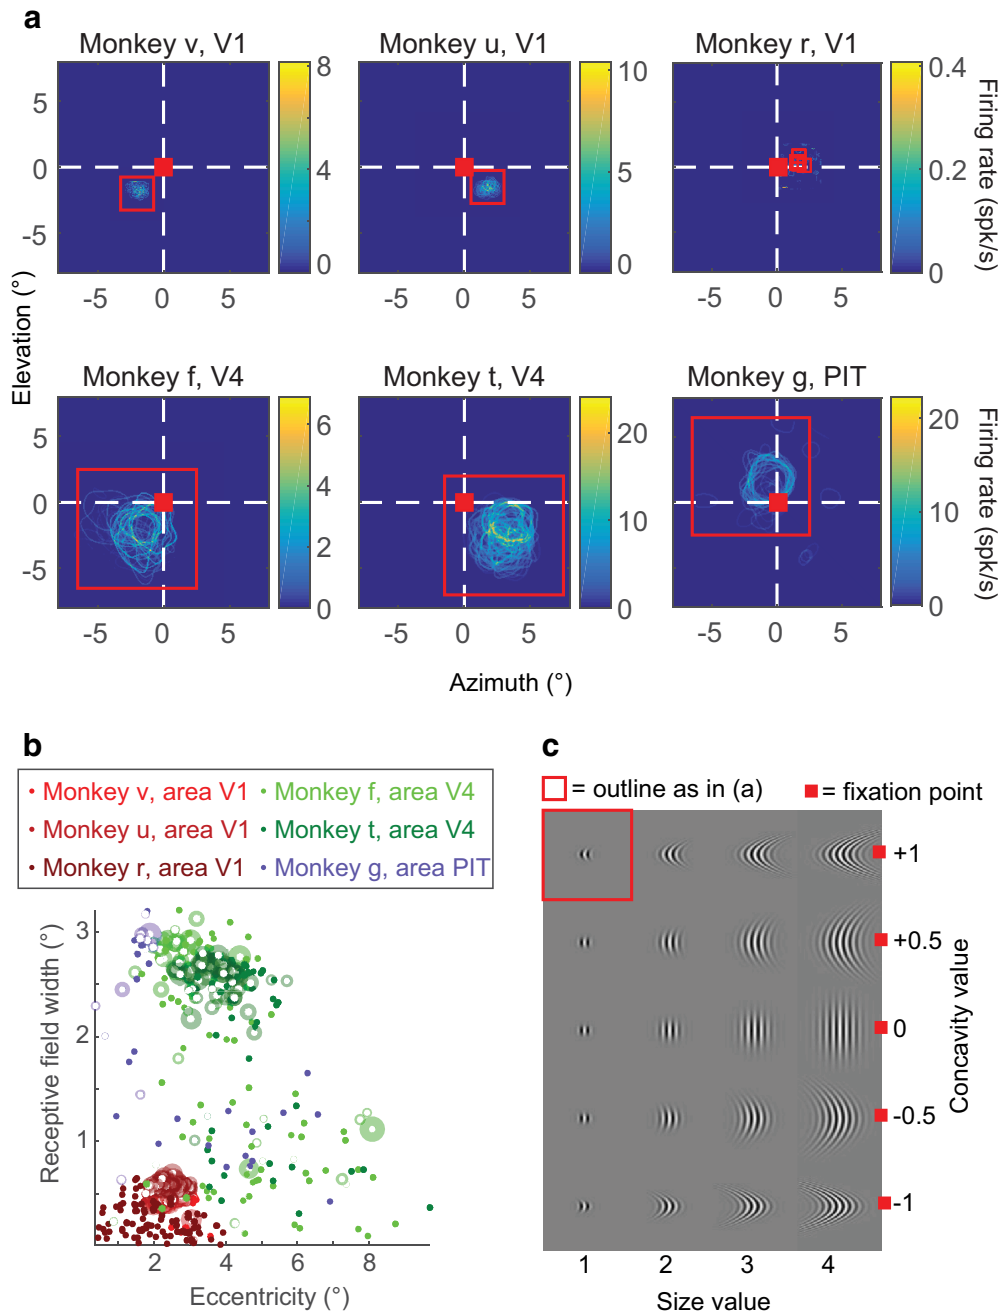 a
Monkey v, V1
Monkey u, V1
Monkey r, V1
5
0
-5
-5 0 5
8
4
0
-5 0 5
10
5
0
-5 0 5
0.4
0.2
0
Firing rate (spk/s)
Elevation (°)
Monkey f, V4
Monkey t, V4
Monkey g, PIT
5
0
-5
-5 0 5
6
4
2
0
-5 0 5
20
10
0
-5 0 5
20
10
0
Firing rate (spk/s)
Azimuth (°)
b
Monkey v, area V1
Monkey f, area V4
Monkey u, area V1
Monkey t, area V4
Monkey r, area V1
Monkey g, area PIT
3
2
1
Receptive field width (°)
2 4 6 8
Eccentricity (°)
c
= outline as in (a)
= fixation point
+1
+0.5
0
-0.5
-1
Concavity value
1 2 3 4
Size value